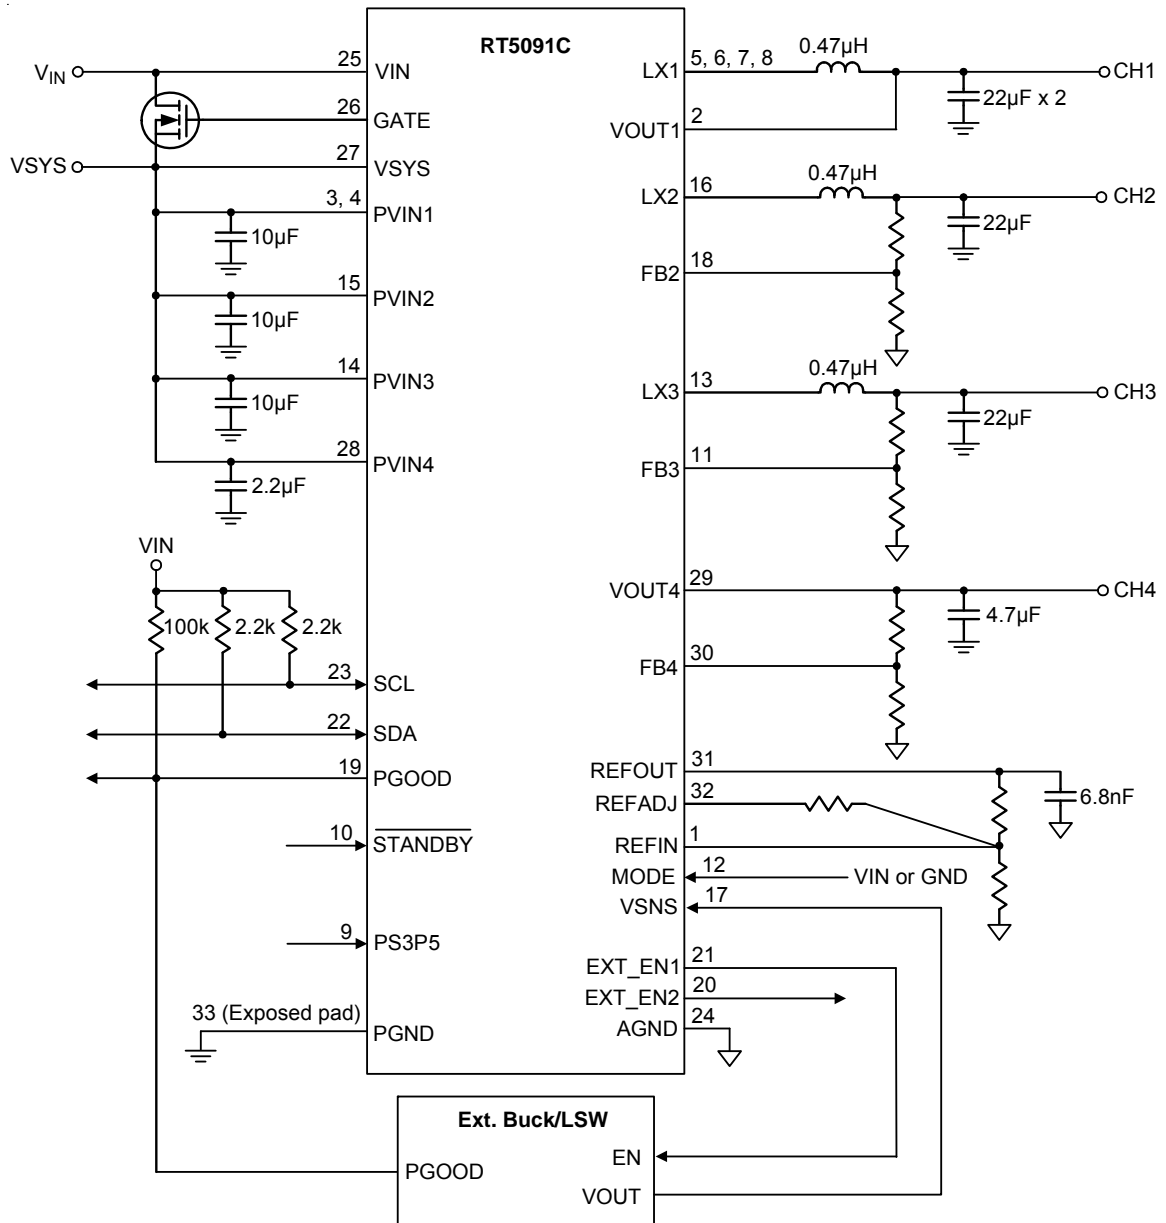 RT5091C
V_IN
25
VIN
26
GATE
VSYS
27
VSYS
3, 4
PVIN1
10µF
15
PVIN2
10µF
14
PVIN3
10µF
28
PVIN4
2.2µF
VIN
100k
2.2k
2.2k
23
SCL
22
SDA
19
PGOOD
10
STANDBY
9
PS3P5
33 (Exposed pad)
PGND
LX1
5, 6, 7, 8
0.47µH
CH1
22µF x 2
VOUT1
2
LX2
16
0.47µH
CH2
22µF
FB2
18
LX3
13
0.47µH
CH3
22µF
FB3
11
VOUT4
29
CH4
4.7µF
FB4
30
REFOUT
31
6.8nF
REFADJ
32
REFIN
1
MODE
12
VIN or GND
VSNS
17
EXT_EN1
21
EXT_EN2
20
AGND
24
Ext. Buck/LSW
PGOOD
EN
VOUT